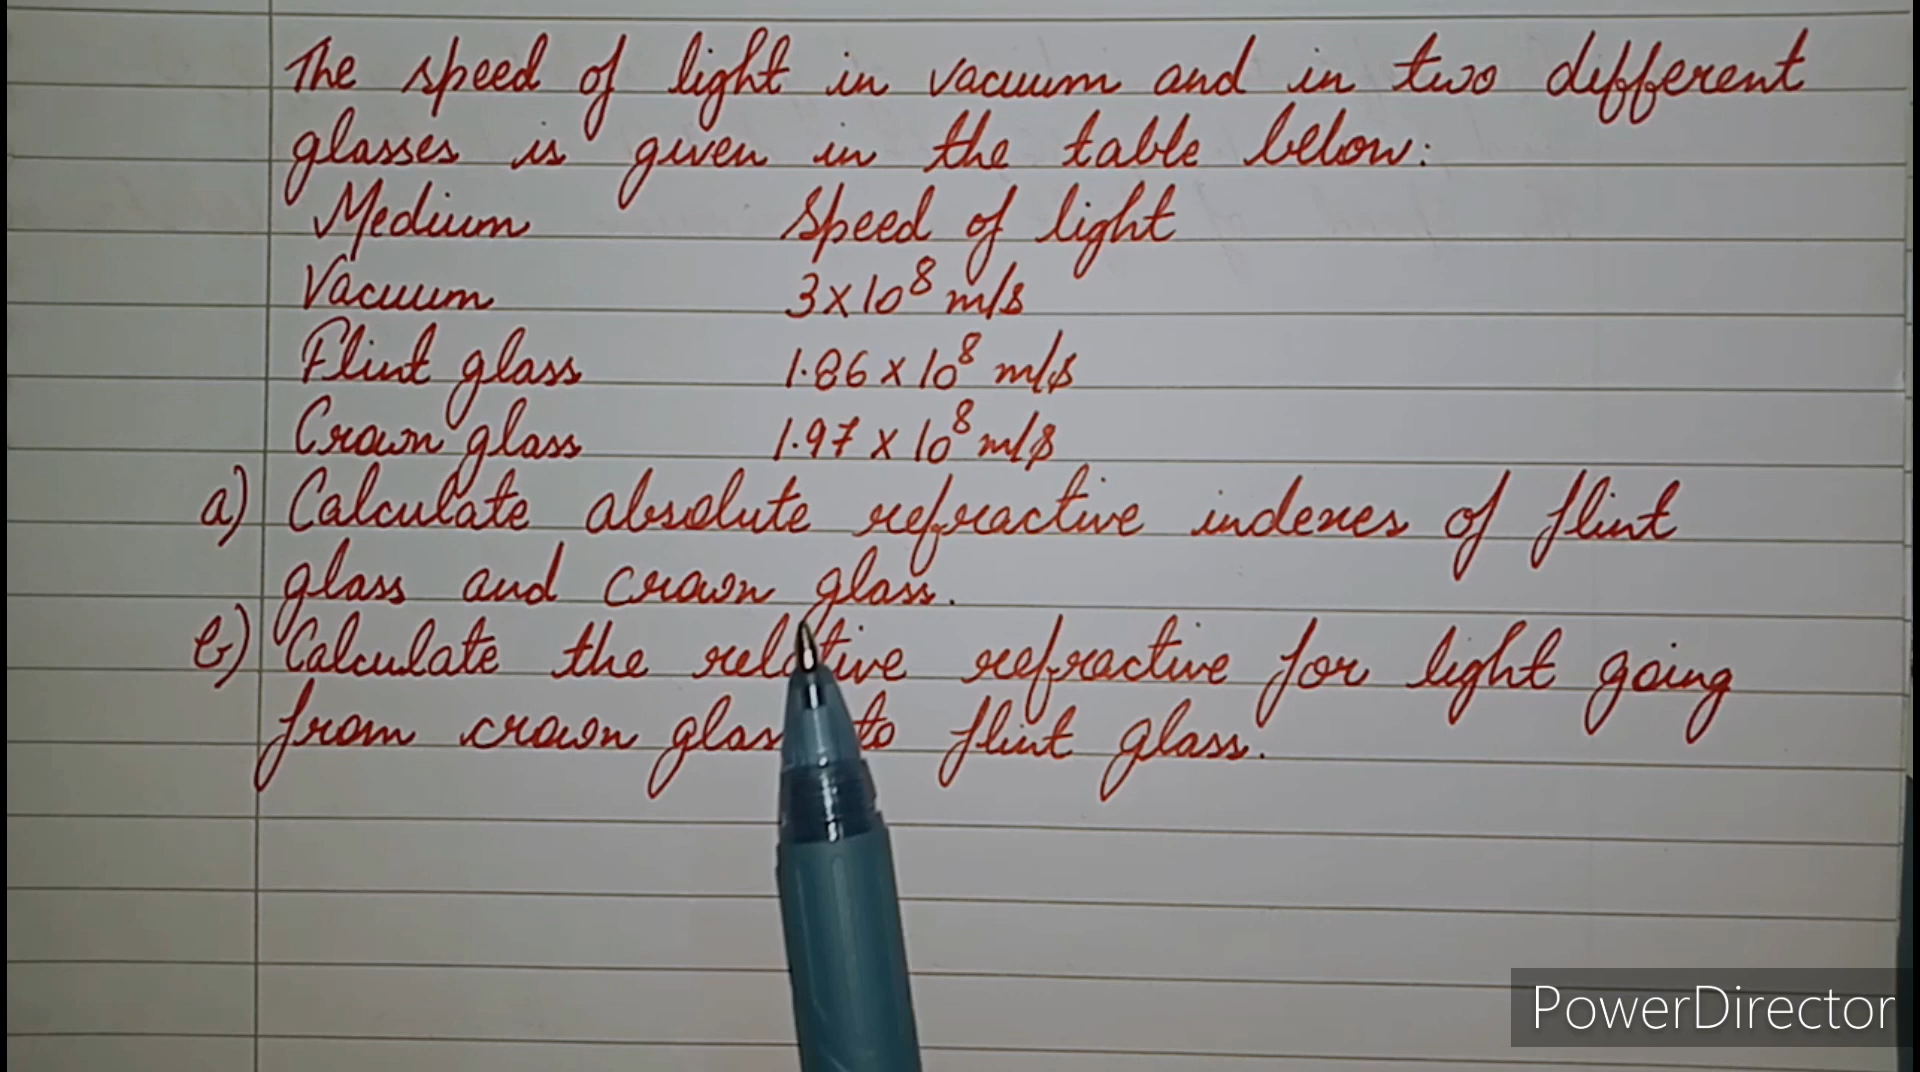 The speed of light in vacuum and in two different
glasses is given in the table below:
Medium Speed of light
Vacuum 3×10⁸ m/s
Flint glass 1.86 × 10⁸ m/s
Crown glass 1.97 × 10⁸ m/s
a) Calculate absolute refractive indexes of flint
glass and crown glass.
b) Calculate the relative refractive for light going
from crown glass to flint glass.
PowerDirector